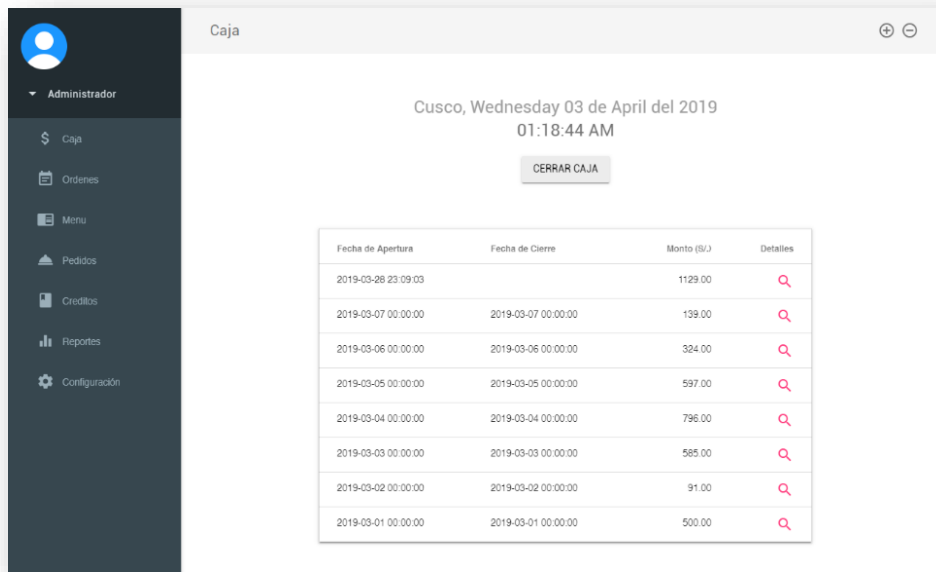 Caja
Administrador
Caja
Ordenes
Menu
Pedidos
Creditos
Reportes
Configuración
Cusco, Wednesday 03 de April del 2019
01:18:44 AM
CERRAR CAJA
Fecha de Apertura Fecha de Cierre Monto (S/.) Detalles
2019-03-28 23:09:03 1129.00
2019-03-07 00:00:00 2019-03-07 00:00:00 139.00
2019-03-06 00:00:00 2019-03-06 00:00:00 324.00
2019-03-05 00:00:00 2019-03-05 00:00:00 597.00
2019-03-04 00:00:00 2019-03-04 00:00:00 796.00
2019-03-03 00:00:00 2019-03-03 00:00:00 585.00
2019-03-02 00:00:00 2019-03-02 00:00:00 91.00
2019-03-01 00:00:00 2019-03-01 00:00:00 500.00